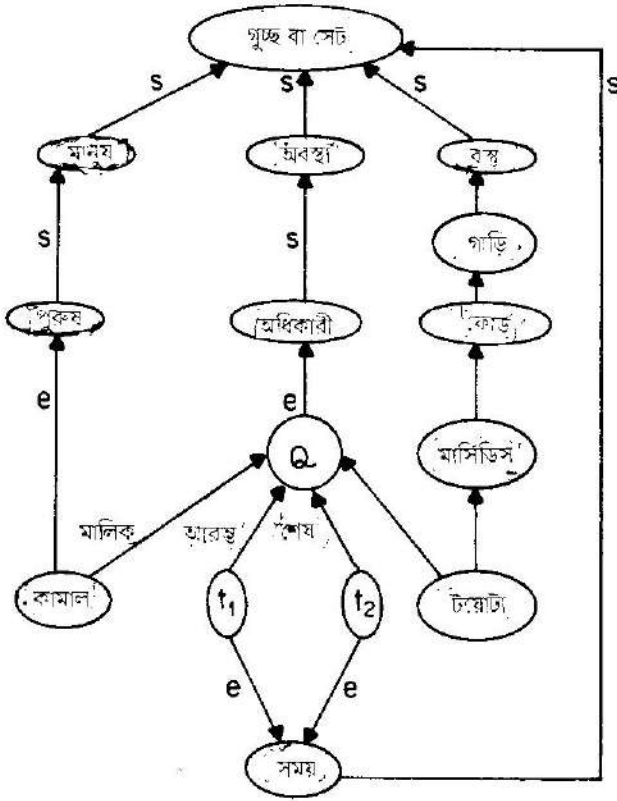 গুচ্ছ বা সেট
s s s s
মানুষ অবস্থা বস্তু
গাড়ি
s s
পুরুষ অধিকারী ফোর্ড
e e
Q মার্সিডিস
মালিক আরম্ভ শেষ
কামাল t1 t2 টয়োটা
e e
সময়